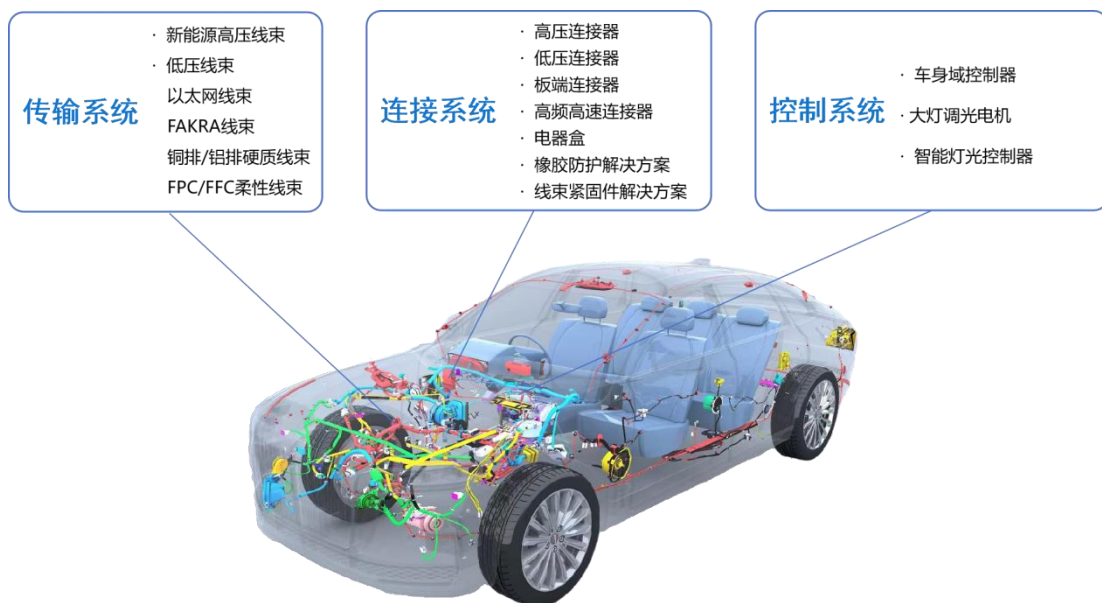 传输系统
· 新能源高压线束
· 低压线束
以太网线束
FAKRA线束
铜排/铝排硬质线束
FPC/FFC柔性线束
连接系统
· 高压连接器
· 低压连接器
· 板端连接器
· 高频高速连接器
· 电器盒
· 橡胶防护解决方案
· 线束紧固件解决方案
控制系统
· 车身域控制器
· 大灯调光电机
· 智能灯光控制器